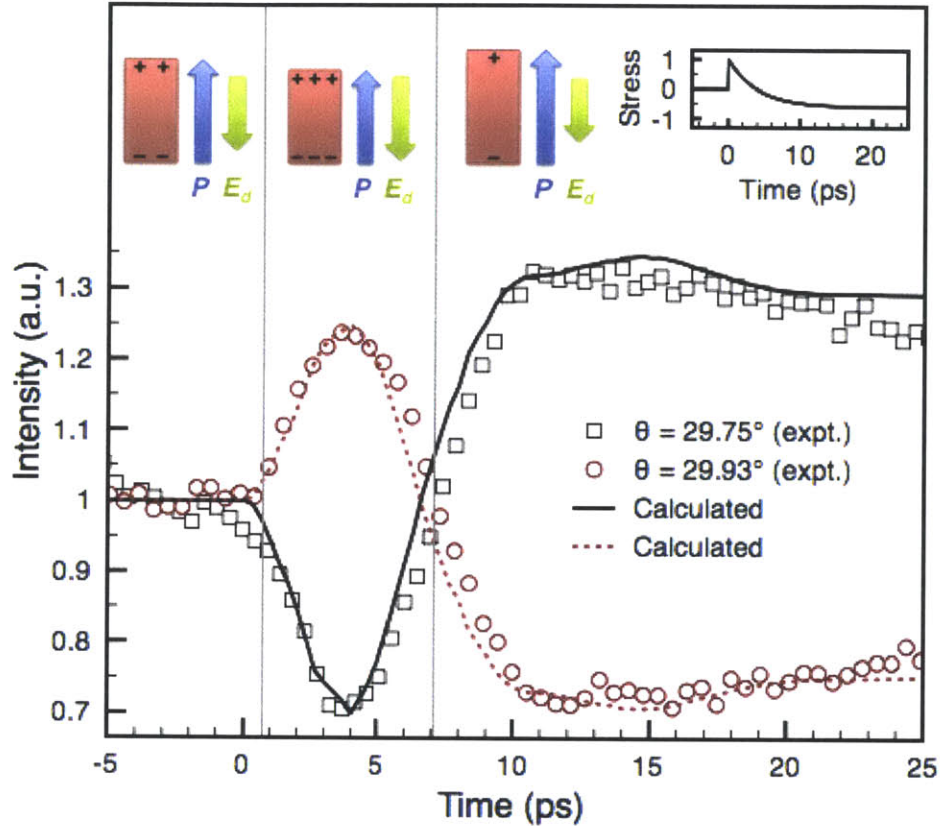 + + + + + +
- - - - - -
P E_d P E_d P E_d
Stress
1
0
-1
0 10 20
Time (ps)
Intensity (a.u.)
1.3
1.2
1.1
1
0.9
0.8
0.7
θ = 29.75° (expt.)
θ = 29.93° (expt.)
Calculated
Calculated
-5 0 5 10 15 20 25
Time (ps)